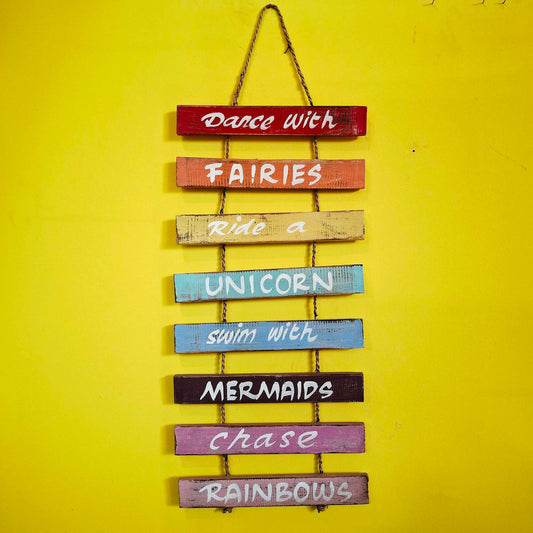 Dance with
FAIRIES
Ride a
UNICORN
swim with
MERMAIDS
chase
RAINBOWS